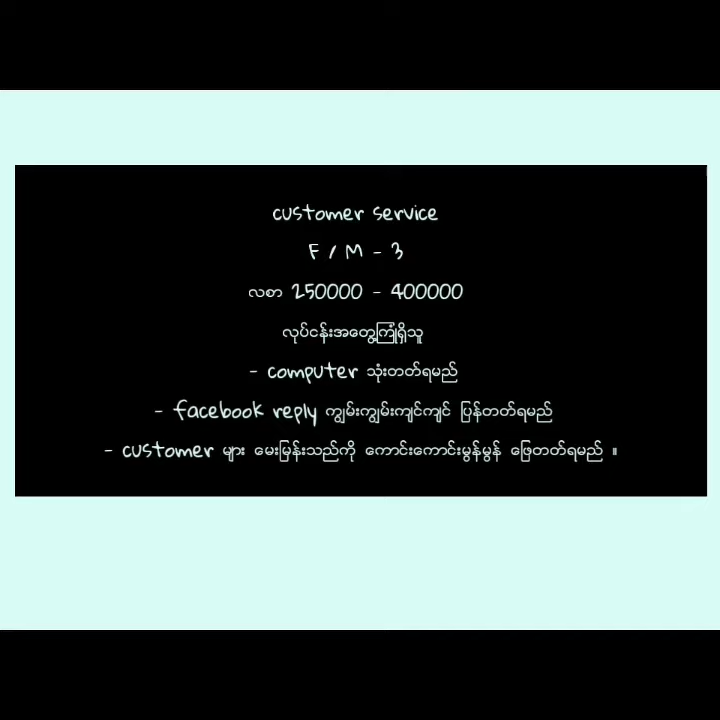 customer service
F / M - 3
လစာ 250000 - 400000
လုပ်ငန်းအတွေ့ကြုံရှိသူ
- computer သုံးတတ်ရမည်
- facebook reply ကျွမ်းကျွမ်းကျင်ကျင် ပြန်တတ်ရမည်
- customer များ မေးမြန်းသည်ကို ကောင်းကောင်းမွန်မွန် ဖြေတတ်ရမည် ။